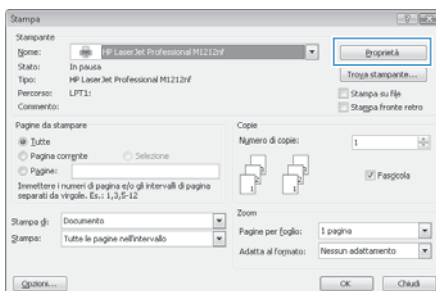 Stampa
Stampante
Nome: HP LaserJet Professional M1212nf
Proprietà
Stato: In pausa
Tipo: HP LaserJet Professional M1212nf
Trova stampante...
Percorso: LPT1:
Stampa su file
Commento:
Stampa fronte retro
Pagine da stampare
Tutte
Pagina corrente Selezione
Pagine:
Immettere i numeri di pagina e/o gli intervalli di pagina
separati da virgole. Es.: 1,3,5-12
Copie
Numero di copie: 1
Fascicola
Stampa di: Documento
Stampa: Tutte le pagine nell'intervallo
Zoom
Pagine per foglio: 1 pagina
Adatta al formato: Nessun adattamento
Opzioni... OK Chiudi